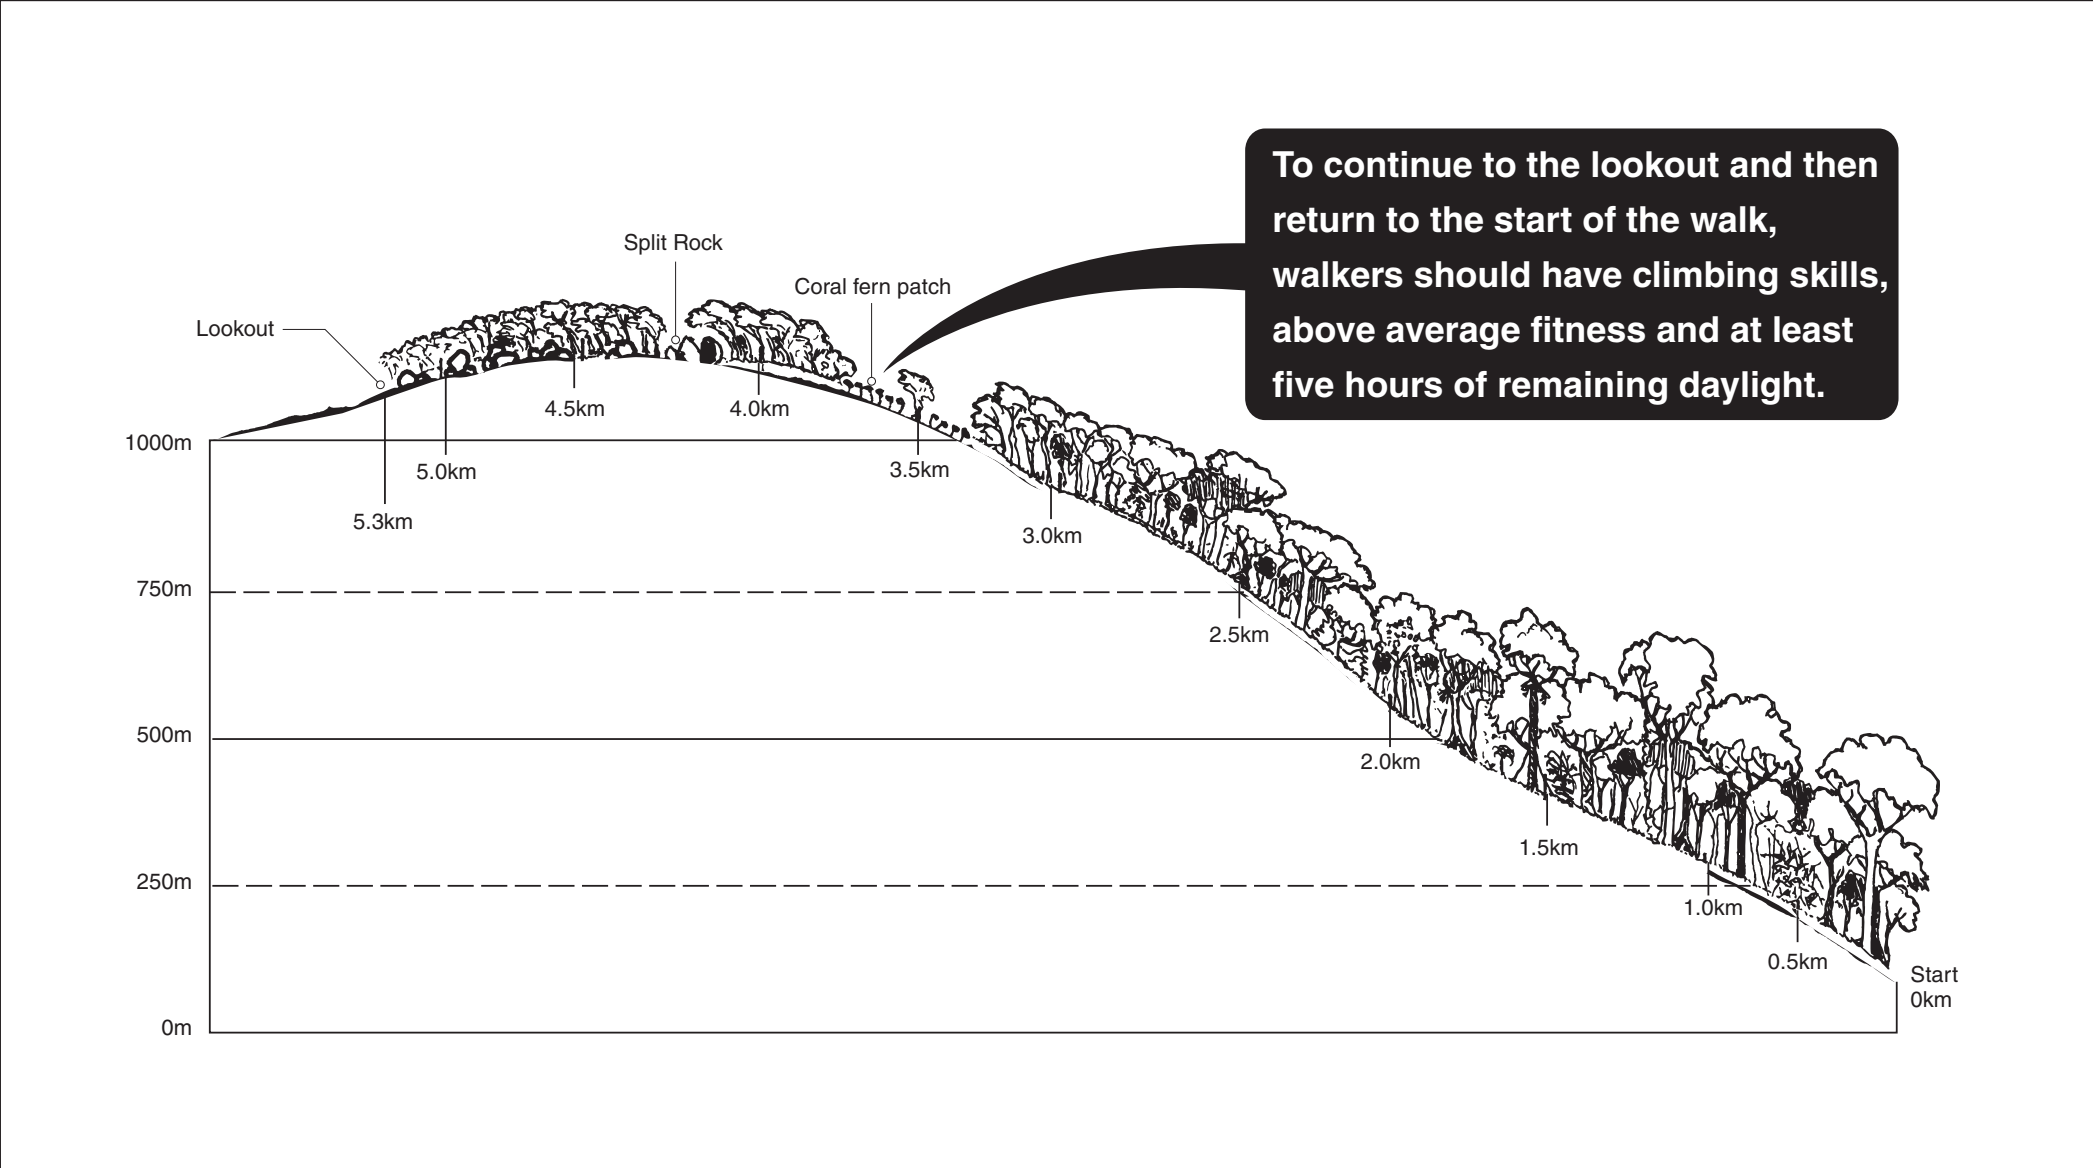 To continue to the lookout and then
return to the start of the walk,
walkers should have climbing skills,
above average fitness and at least
five hours of remaining daylight.
Split Rock
Coral fern patch
Lookout
4.5km
4.0km
1000m
5.0km
3.5km
5.3km
3.0km
750m
2.5km
500m
2.0km
1.5km
250m
1.0km
0.5km
Start
0km
0m